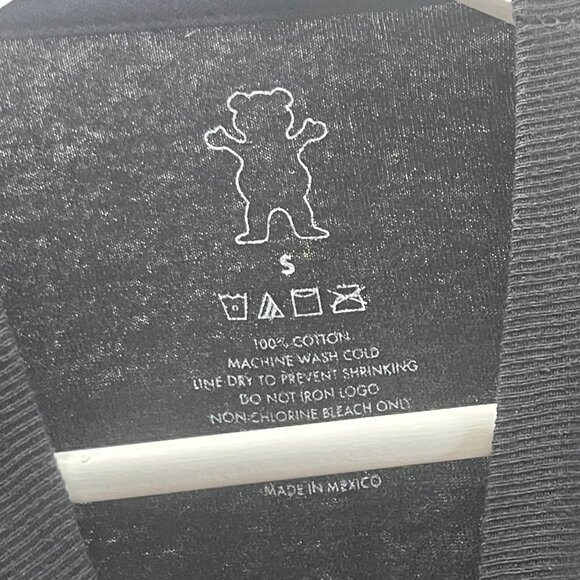 S
100% COTTON
MACHINE WASH COLD
LINE DRY TO PREVENT SHRINKING
DO NOT IRON LOGO
NON-CHLORINE BLEACH ONLY
MADE IN MEXICO